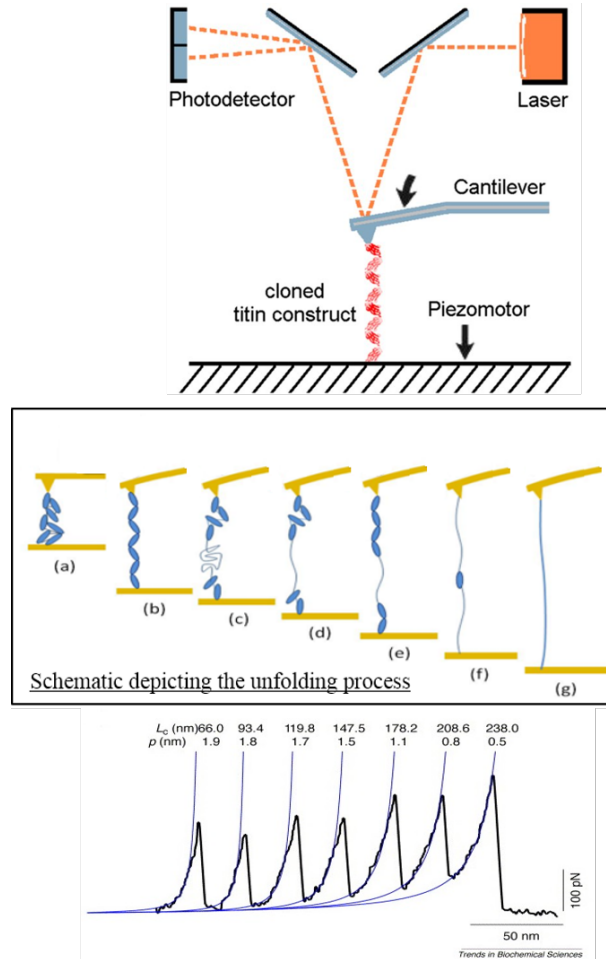 Photodetector
Laser
Cantilever
cloned
titin construct
Piezomotor
(a)
(b)
(c)
(d)
(e)
(f)
(g)
Schematic depicting the unfolding process
Lc (nm) 66.0 93.4 119.8 147.5 178.2 208.6 238.0
p (nm) 1.9 1.8 1.7 1.5 1.1 0.8 0.5
100 pN
50 nm
Trends in Biochemical Sciences